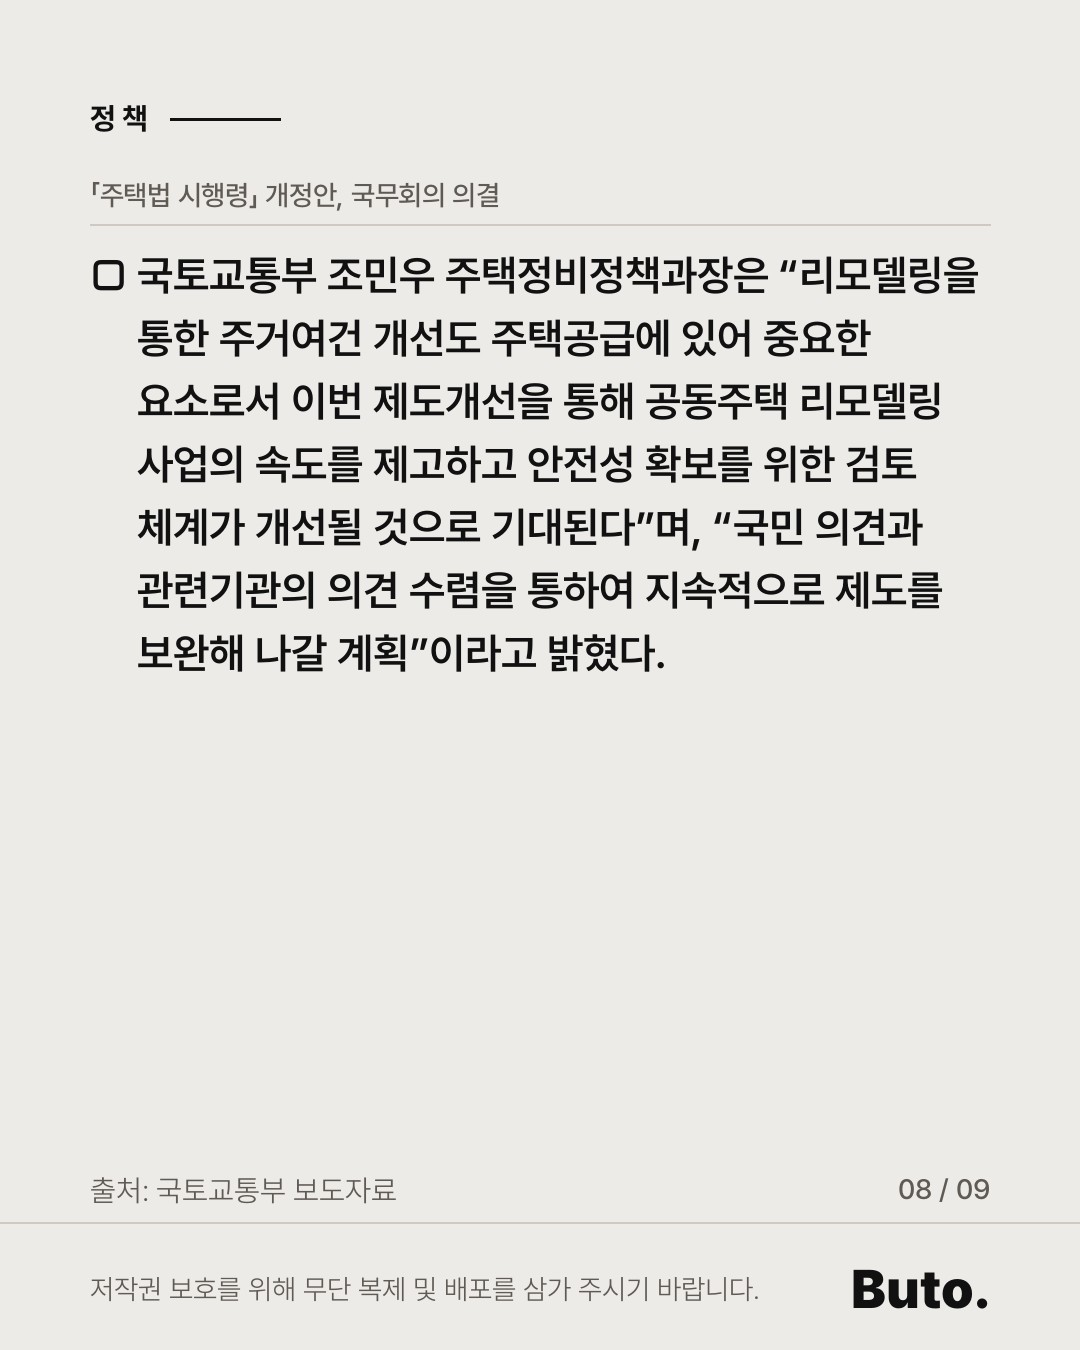 정책
「주택법 시행령」 개정안, 국무회의 의결
□ 국토교통부 조민우 주택정비정책과장은 “리모델링을
통한 주거여건 개선도 주택공급에 있어 중요한
요소로서 이번 제도개선을 통해 공동주택 리모델링
사업의 속도를 제고하고 안전성 확보를 위한 검토
체계가 개선될 것으로 기대된다”며, “국민 의견과
관련기관의 의견 수렴을 통하여 지속적으로 제도를
보완해 나갈 계획”이라고 밝혔다.
출처: 국토교통부 보도자료
08 / 09
저작권 보호를 위해 무단 복제 및 배포를 삼가 주시기 바랍니다.
Buto.